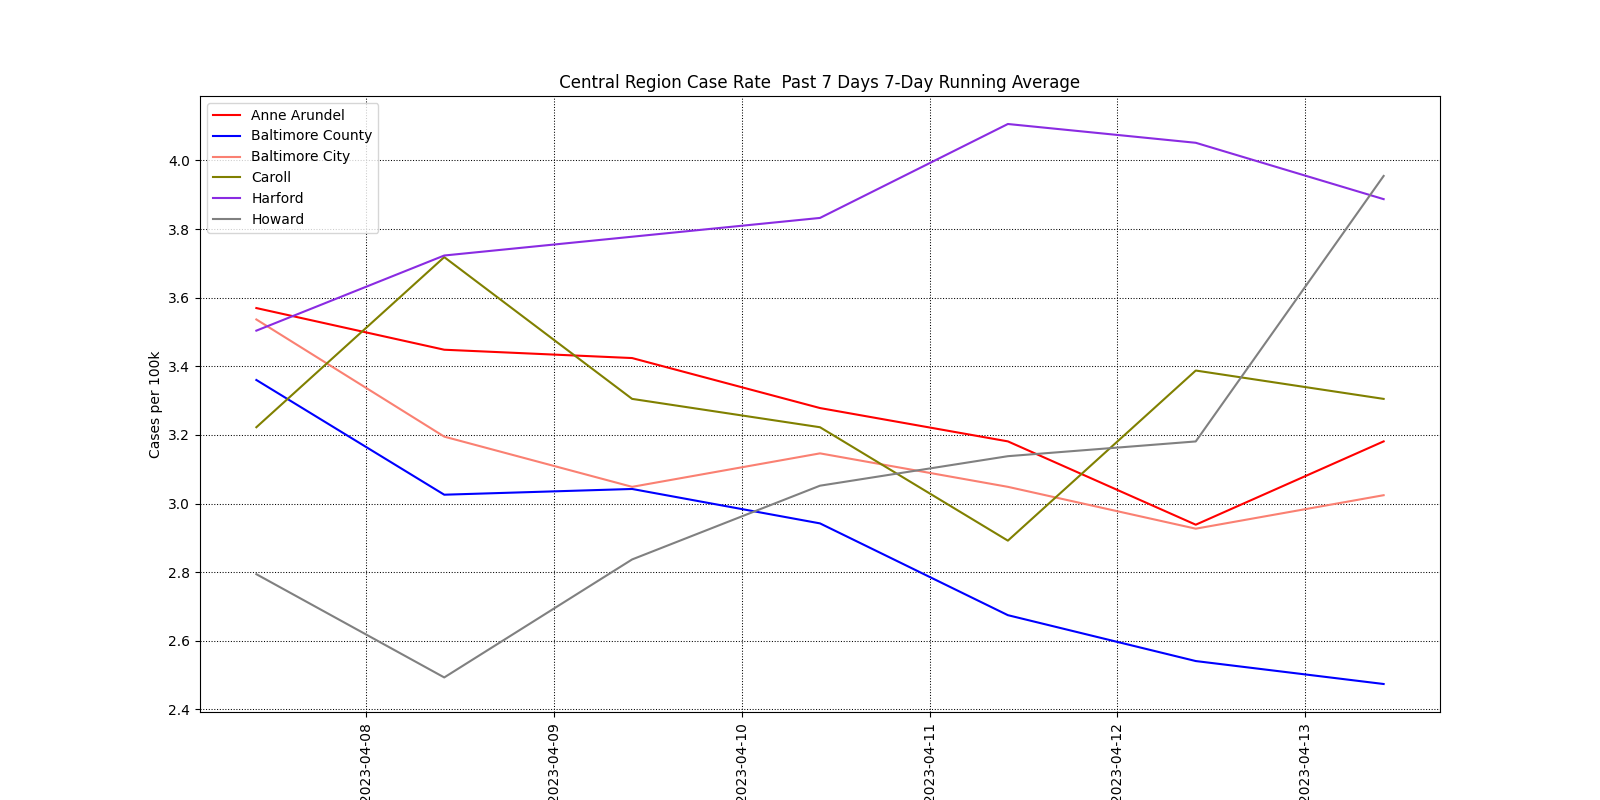 Central Region Case Rate  Past 7 Days 7-Day Running Average
Anne Arundel
Baltimore County
Baltimore City
Caroll
Harford
Howard
Cases per 100k
4.0
3.8
3.6
3.4
3.2
3.0
2.8
2.6
2.4
2023-04-08
2023-04-09
2023-04-10
2023-04-11
2023-04-12
2023-04-13